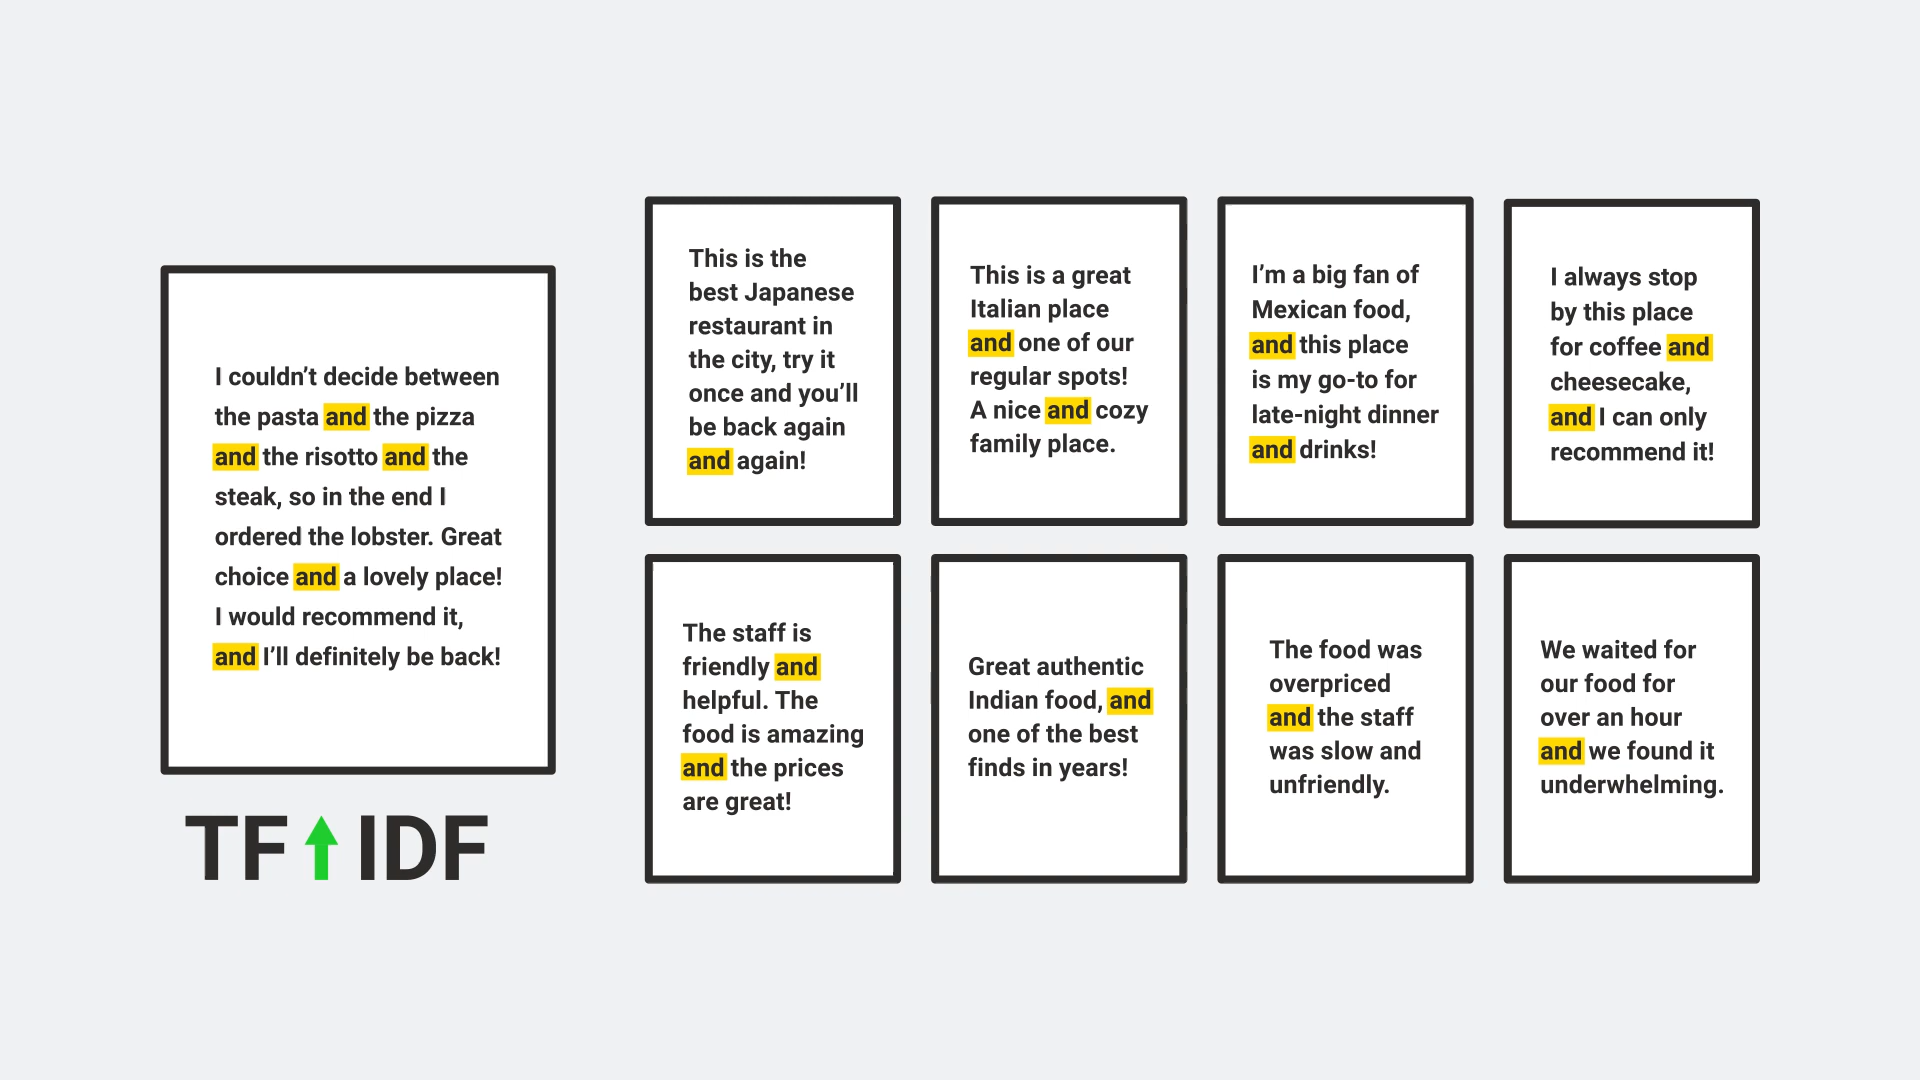 I couldn’t decide between
the pasta and the pizza
and the risotto and the
steak, so in the end I
ordered the lobster. Great
choice and a lovely place!
I would recommend it,
and I’ll definitely be back!
TF IDF
This is the
best Japanese
restaurant in
the city, try it
once and you’ll
be back again
and again!
This is a great
Italian place
and one of our
regular spots!
A nice and cozy
family place.
I’m a big fan of
Mexican food,
and this place
is my go-to for
late-night dinner
and drinks!
I always stop
by this place
for coffee and
cheesecake,
and I can only
recommend it!
The staff is
friendly and
helpful. The
food is amazing
and the prices
are great!
Great authentic
Indian food, and
one of the best
finds in years!
The food was
overpriced
and the staff
was slow and
unfriendly.
We waited for
our food for
over an hour
and we found it
underwhelming.